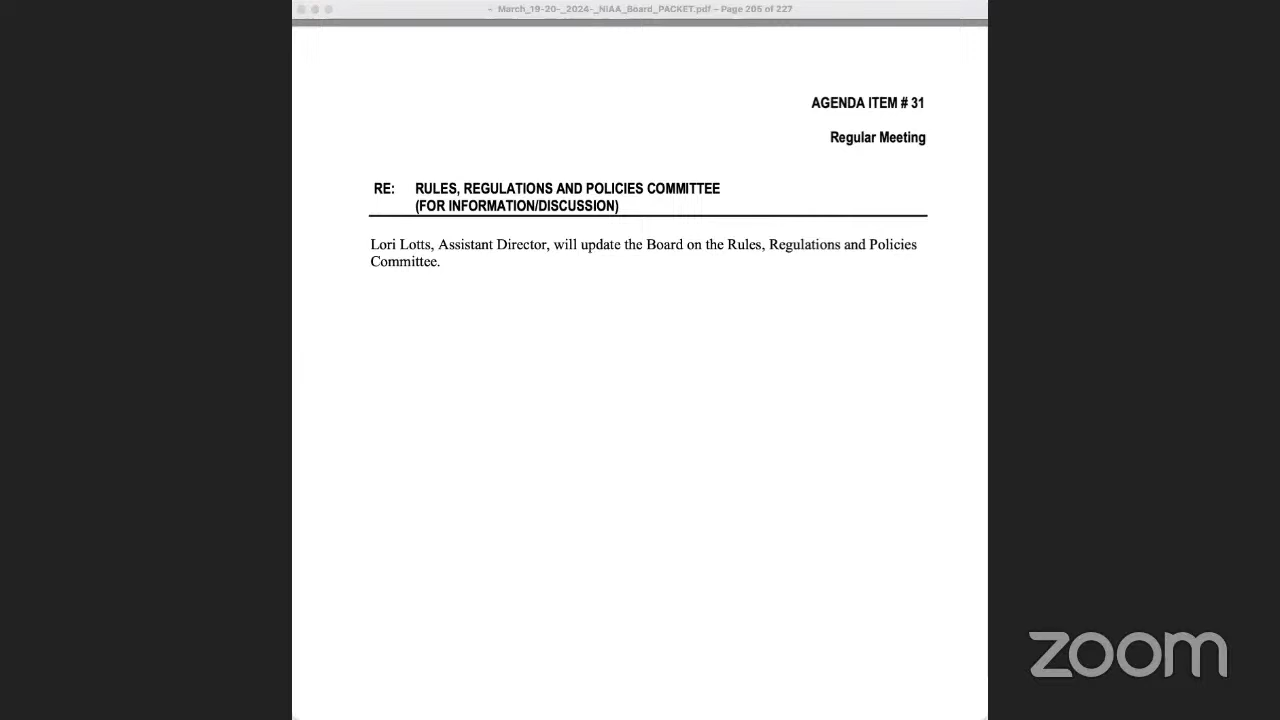 March_19-20-_2024-_NIAA_Board_PACKET.pdf – Page 205 of 227
AGENDA ITEM # 31
Regular Meeting
RE: RULES, REGULATIONS AND POLICIES COMMITTEE
(FOR INFORMATION/DISCUSSION)
Lori Lotts, Assistant Director, will update the Board on the Rules, Regulations and Policies
Committee.
zoom